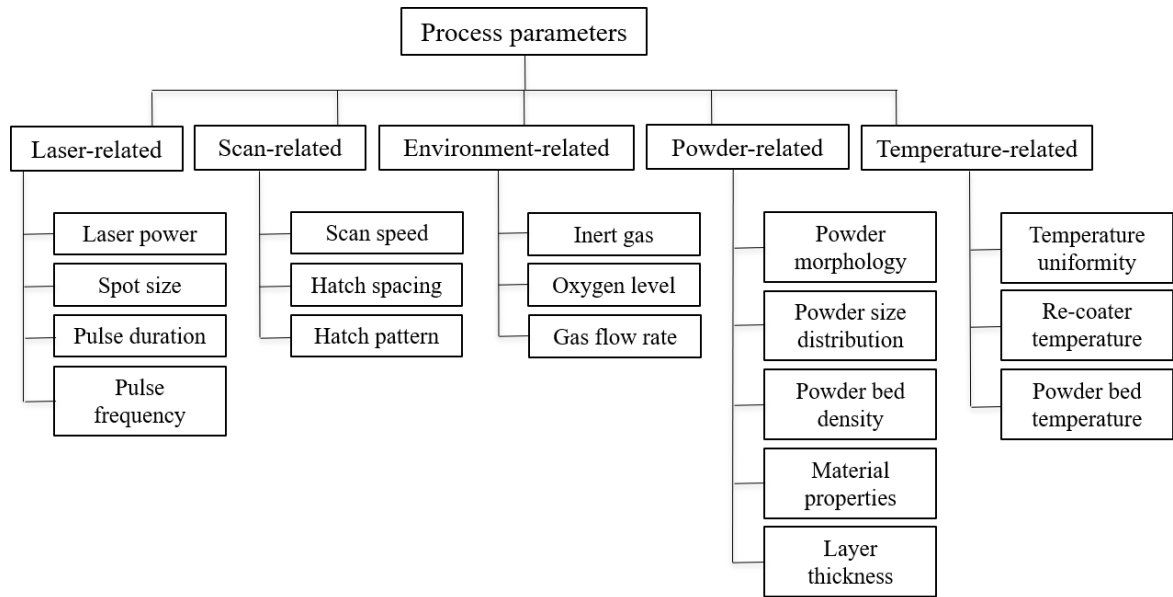 Process parameters
Laser-related
Scan-related
Environment-related
Powder-related
Temperature-related
Laser power
Spot size
Pulse duration
Pulse
frequency
Scan speed
Hatch spacing
Hatch pattern
Inert gas
Oxygen level
Gas flow rate
Powder
morphology
Powder size
distribution
Powder bed
density
Material
properties
Layer
thickness
Temperature
uniformity
Re-coater
temperature
Powder bed
temperature